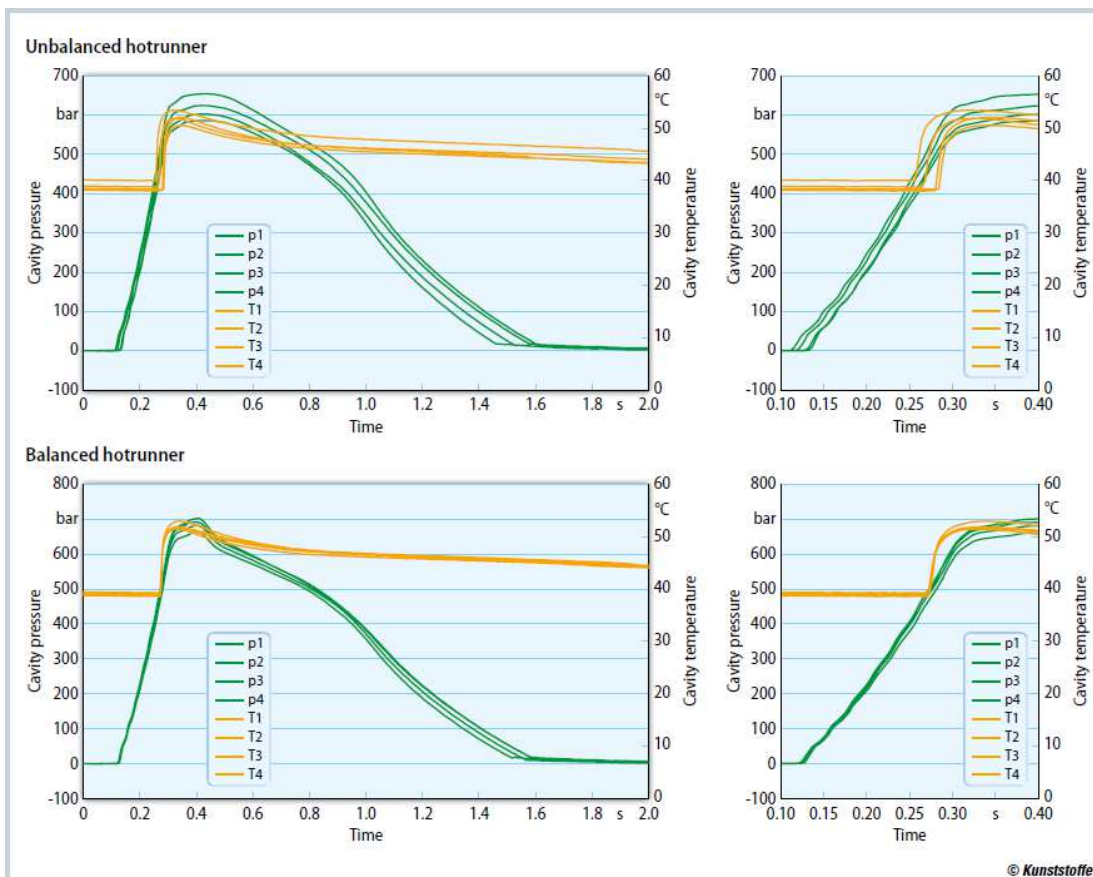 Unbalanced hotrunner
700
bar
500
400
300
200
100
0
-100
Cavity pressure
0 0.2 0.4 0.6 0.8 1.0 1.2 1.4 1.6 s 2.0
Time
60
°C
50
40
30
20
10
0
Cavity temperature
p1
p2
p3
p4
T1
T2
T3
T4
700
bar
500
400
300
200
100
0
-100
Cavity pressure
0.10 0.15 0.20 0.25 0.30 s 0.40
Time
60
°C
50
40
30
20
10
0
Cavity temperature
p1
p2
p3
p4
T1
T2
T3
T4
Balanced hotrunner
800
bar
600
500
400
300
200
100
0
-100
Cavity pressure
0 0.2 0.4 0.6 0.8 1.0 1.2 1.4 1.6 s 2.0
Time
60
°C
50
40
30
20
10
0
Cavity temperature
p1
p2
p3
p4
T1
T2
T3
T4
800
bar
600
500
400
300
200
100
0
-100
Cavity pressure
0.10 0.15 0.20 0.25 0.30 s 0.40
Time
60
°C
50
40
30
20
10
0
Cavity temperature
p1
p2
p3
p4
T1
T2
T3
T4
© Kunststoffe